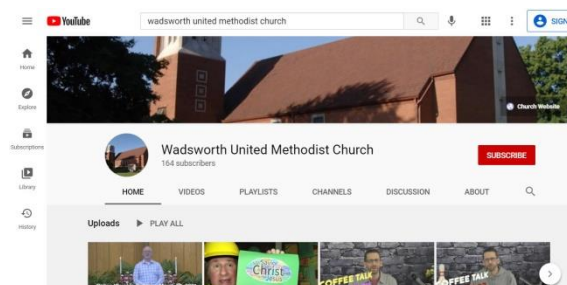 YouTube
wadsworth united methodist church
SIGN
Home
Explore
Subscriptions
Library
History
Church Website
Wadsworth United Methodist Church
164 subscribers
SUBSCRIBE
HOME VIDEOS PLAYLISTS CHANNELS DISCUSSION ABOUT
Uploads PLAY ALL
Christ
Jesus
COFFEE TALK
COFFEE TALK